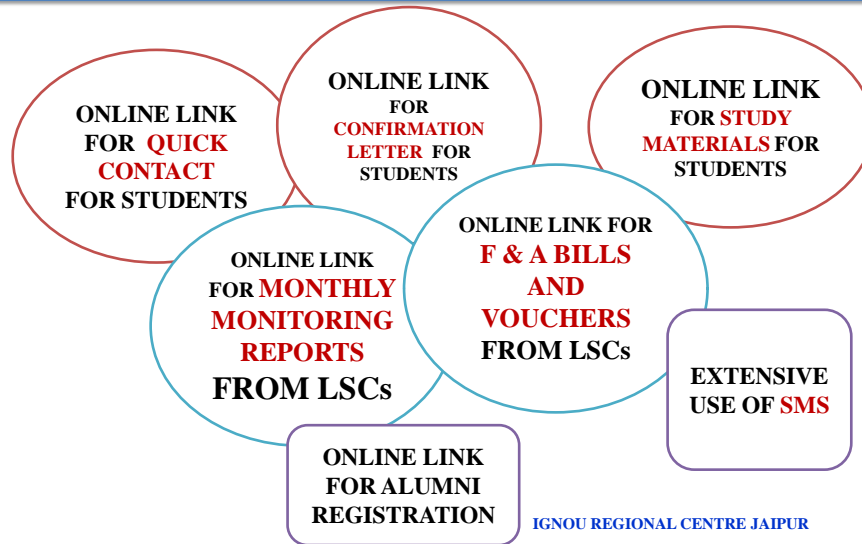 ONLINE LINK
FOR QUICK
CONTACT
FOR STUDENTS
ONLINE LINK
FOR
CONFIRMATION
LETTER FOR
STUDENTS
ONLINE LINK
FOR STUDY
MATERIALS FOR
STUDENTS
ONLINE LINK
FOR MONTHLY
MONITORING
REPORTS
FROM LSCs
ONLINE LINK FOR
F & A BILLS
AND
VOUCHERS
FROM LSCs
EXTENSIVE
USE OF SMS
ONLINE LINK
FOR ALUMNI
REGISTRATION
IGNOU REGIONAL CENTRE JAIPUR